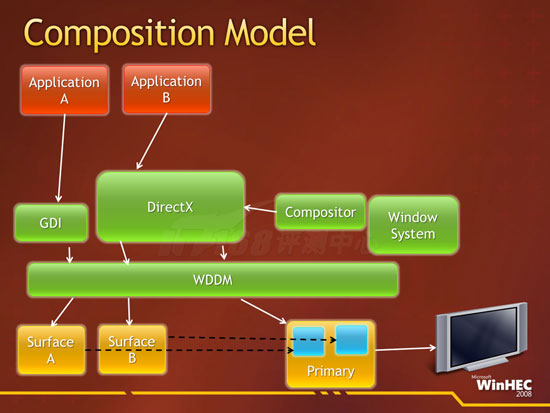 Composition Model
Application
A
Application
B
DirectX
GDI
Compositor
Window
System
WDDM
Surface
A
Surface
B
Primary
Microsoft
WinHEC
2008